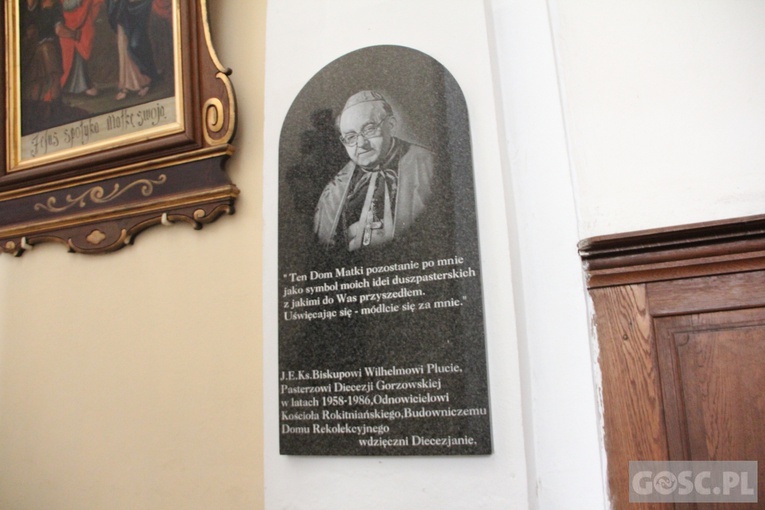 Jezus spotyka Matkę swoją
" Ten Dom Matki pozostanie po mnie
jako symbol moich idei duszpasterskich
z jakimi do Was przyszedłem.
Uświęcając się - módlcie się za mnie."
J.E.Ks.Biskupowi Wilhelmowi Plucie,
Pasterzowi Diecezji Gorzowskiej
w latach 1958-1986,Odnowicielowi
Kościoła Rokitniańskiego,Budowniczemu
Domu Rekolekcyjnego
wdzięczni Diecezjanie.
GOSC.PL